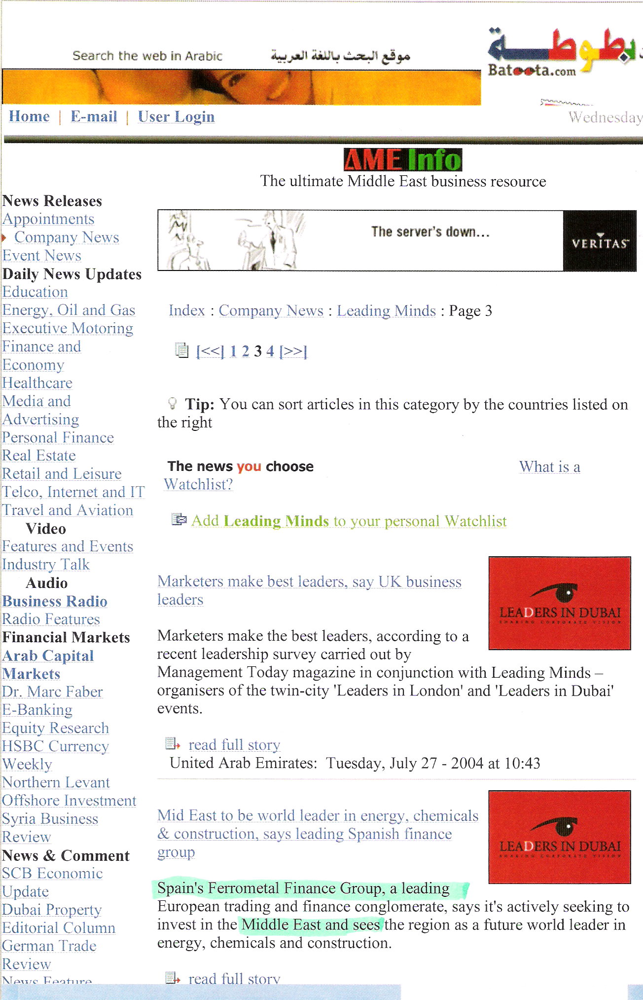 Search the web in Arabic
موقع البحث باللغة العربية
بطوطة
Batoota.com
Home | E-mail | User Login
Wednesday
AME Info
The ultimate Middle East business resource
News Releases
Appointments
Company News
Event News
Daily News Updates
Education
Energy, Oil and Gas
Executive Motoring
Finance and
Economy
Healthcare
Media and
Advertising
Personal Finance
Real Estate
Retail and Leisure
Telco, Internet and IT
Travel and Aviation
Video
Features and Events
Industry Talk
Audio
Business Radio
Radio Features
Financial Markets
Arab Capital
Markets
Dr. Marc Faber
E-Banking
Equity Research
HSBC Currency
Weekly
Northern Levant
Offshore Investment
Syria Business
Review
News & Comment
SCB Economic
Update
Dubai Property
Editorial Column
German Trade
Review
News Feature
The server's down...
VERITAS
Index : Company News : Leading Minds : Page 3
[<<] 1 2 3 4 [>>]
Tip: You can sort articles in this category by the countries listed on
the right
The news you choose
What is a
Watchlist?
Add Leading Minds to your personal Watchlist
Marketers make best leaders, say UK business
leaders
LEADERS IN DUBAI
SHARING CORPORATE VISION
Marketers make the best leaders, according to a
recent leadership survey carried out by
Management Today magazine in conjunction with Leading Minds –
organisers of the twin-city 'Leaders in London' and 'Leaders in Dubai'
events.
read full story
United Arab Emirates: Tuesday, July 27 - 2004 at 10:43
Mid East to be world leader in energy, chemicals
& construction, says leading Spanish finance
group
LEADERS IN DUBAI
SHARING CORPORATE VISION
Spain's Ferrometal Finance Group, a leading
European trading and finance conglomerate, says it's actively seeking to
invest in the Middle East and sees the region as a future world leader in
energy, chemicals and construction.
read full story